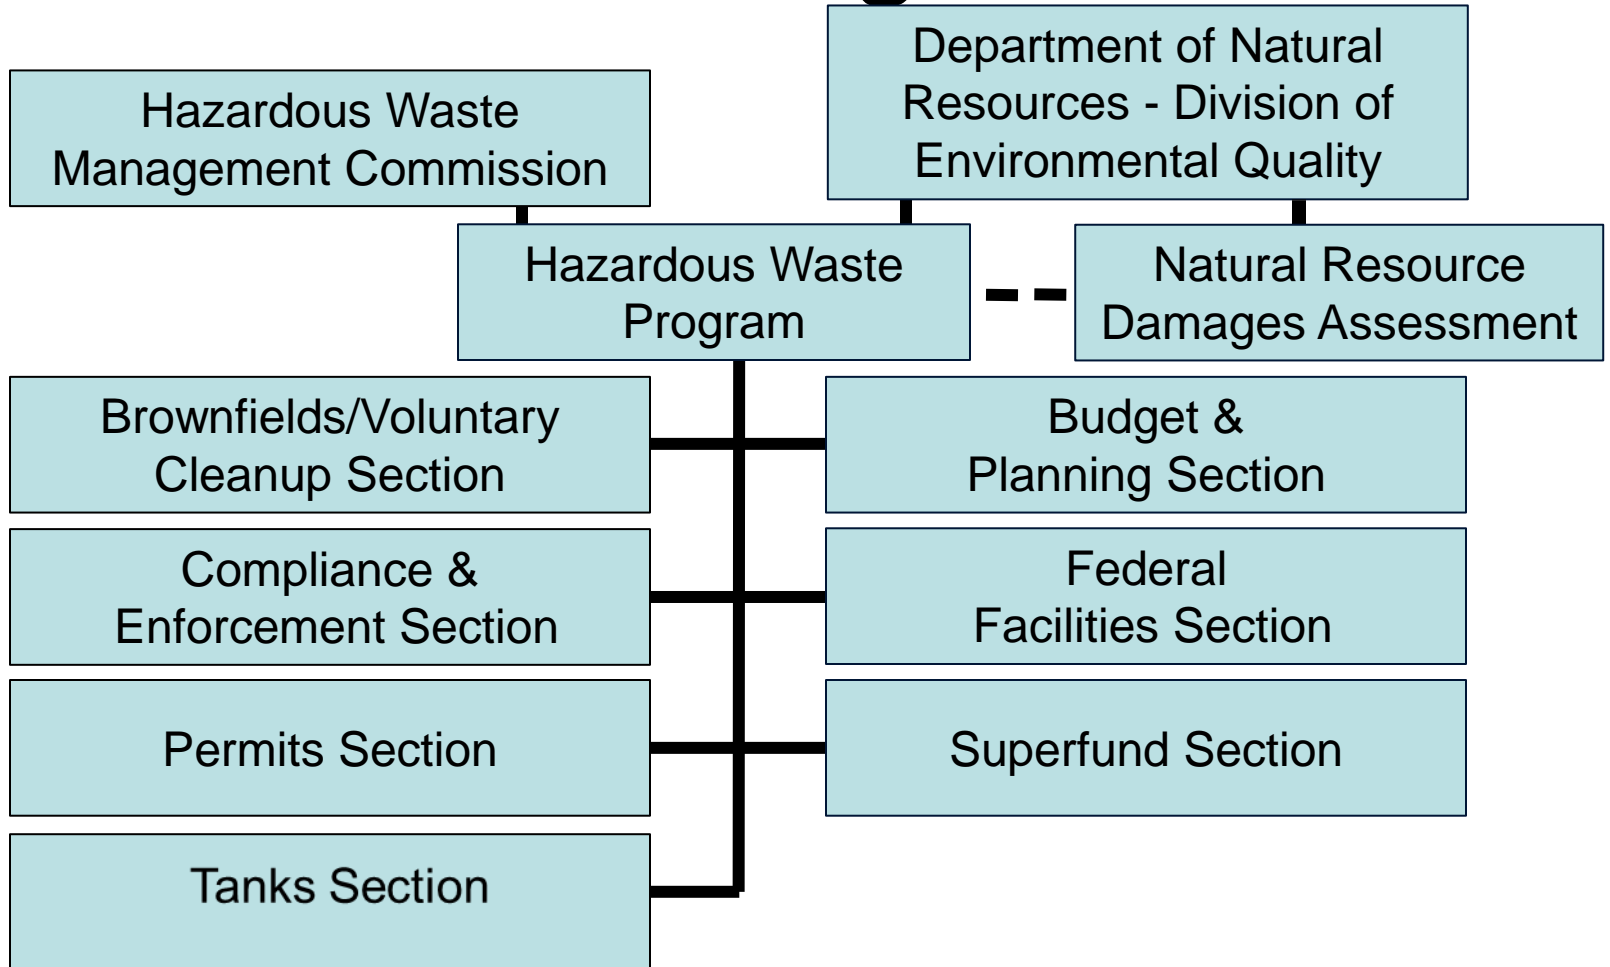 Department of Natural
Resources - Division of
Environmental Quality
Hazardous Waste
Management Commission
Hazardous Waste
Program
Natural Resource
Damages Assessment
Brownfields/Voluntary
Cleanup Section
Budget &
Planning Section
Compliance &
Enforcement Section
Federal
Facilities Section
Permits Section
Superfund Section
Tanks Section